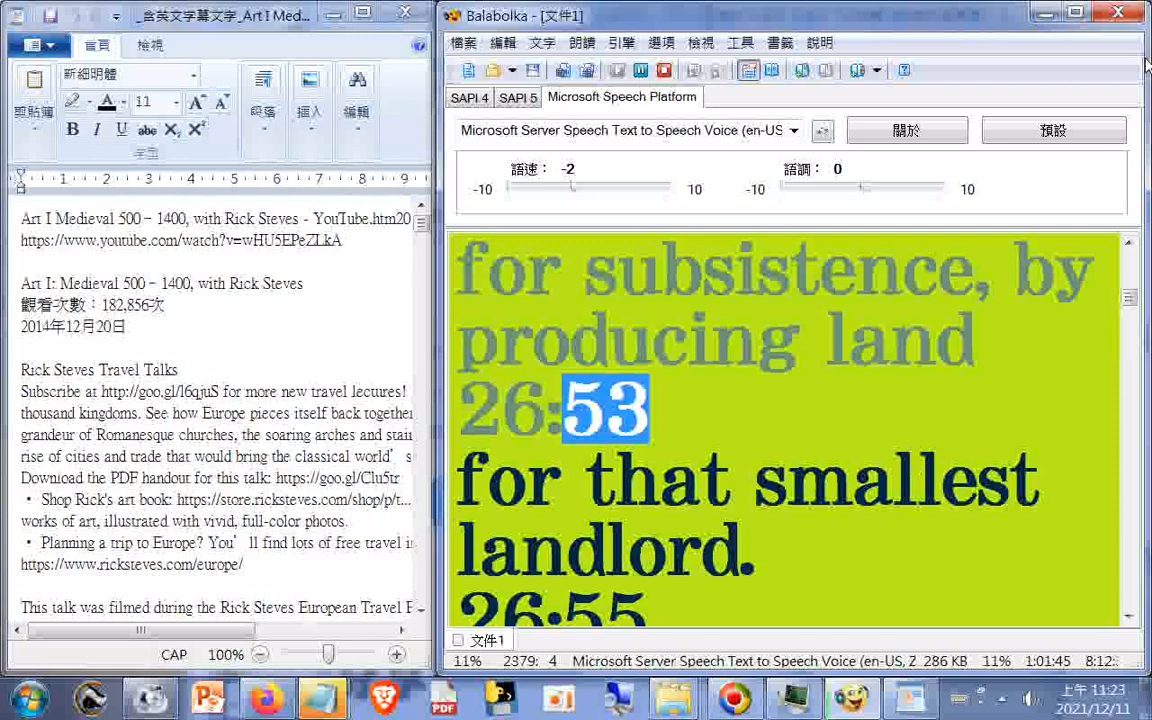 _含英文字幕文字_Art I Med...
首頁
檢視
新細明體
11
剪貼簿
段落
插入
編輯
字型
1 2 3 4 5 6 7 8 9
Art I Medieval 500－1400, with Rick Steves - YouTube.htm20
https://www.youtube.com/watch?v=wHU5EPeZLkA
Art I: Medieval 500－1400, with Rick Steves
觀看次數：182,856次
2014年12月20日
Rick Steves Travel Talks
Subscribe at http://goo.gl/l6qjuS for more new travel lectures!
thousand kingdoms. See how Europe pieces itself back together
grandeur of Romanesque churches, the soaring arches and stai
rise of cities and trade that would bring the classical world’s
Download the PDF handout for this talk: https://goo.gl/Clu5tr
• Shop Rick's art book: https://store.ricksteves.com/shop/p/t...
works of art, illustrated with vivid, full-color photos.
• Planning a trip to Europe? You’ll find lots of free travel i
https://www.ricksteves.com/europe/
This talk was filmed during the Rick Steves European Travel F
CAP 100%
Balabolka - [文件1]
檔案 編輯 文字 朗讀 引擎 選項 檢視 工具 書籤 說明
SAPI 4 SAPI 5 Microsoft Speech Platform
Microsoft Server Speech Text to Speech Voice (en-US
關於
預設
語速： -2
語調： 0
-10 10 -10 10
for subsistence, by
producing land
26:53
for that smallest
landlord.
26:55
文件1
11% 2379: 4 Microsoft Server Speech Text to Speech Voice (en-US, Z 286 KB 11% 1:01:45 8:12:
PDF
上午 11:23
2021/12/11